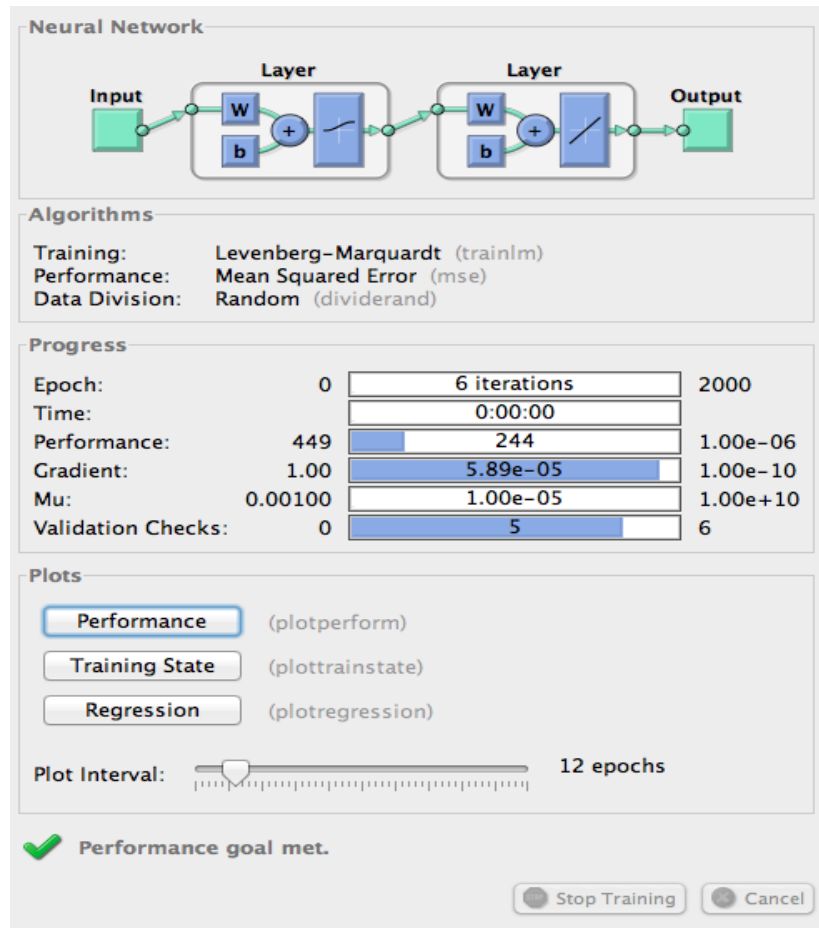 Neural Network
Layer Layer
Input Output
W W
+ +
b b
Algorithms
Training: Levenberg-Marquardt (trainlm)
Performance: Mean Squared Error (mse)
Data Division: Random (dividerand)
Progress
Epoch: 0 6 iterations 2000
Time: 0:00:00
Performance: 449 244 1.00e-06
Gradient: 1.00 5.89e-05 1.00e-10
Mu: 0.00100 1.00e-05 1.00e+10
Validation Checks: 0 5 6
Plots
Performance (plotperform)
Training State (plottrainstate)
Regression (plotregression)
Plot Interval: 12 epochs
Performance goal met.
Stop Training Cancel